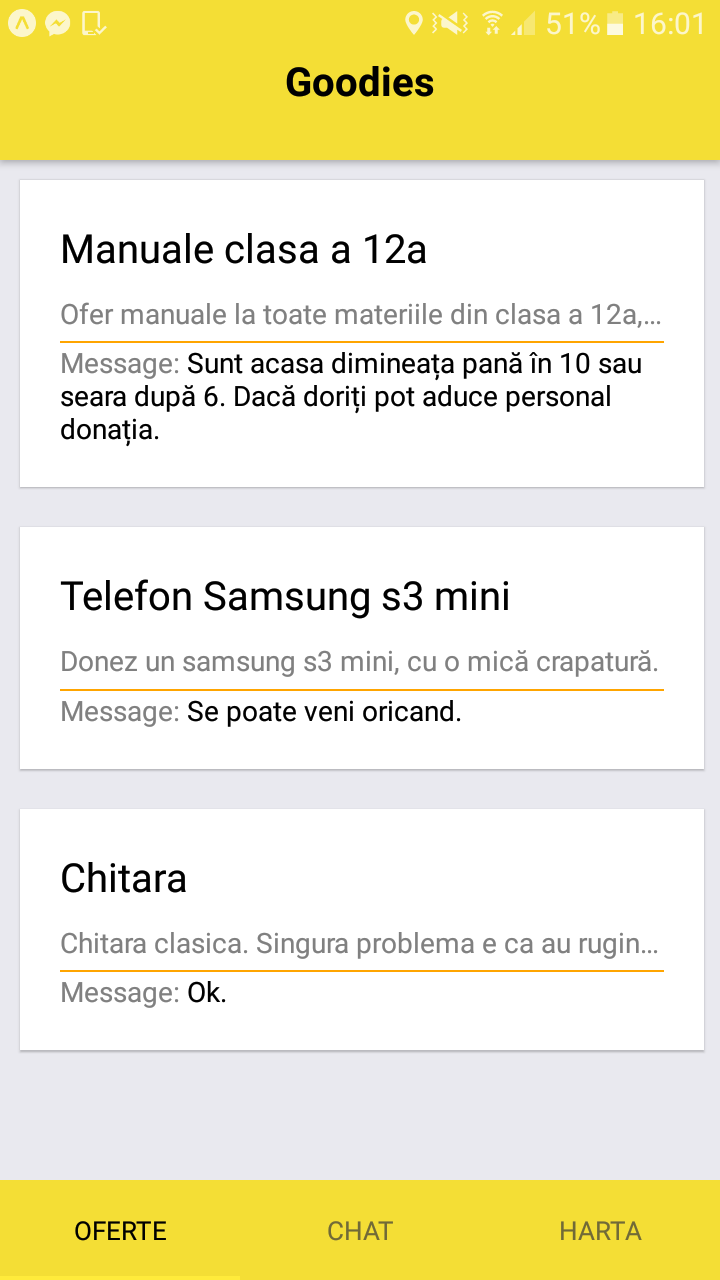 51% 16:01
Goodies
Manuale clasa a 12a
Ofer manuale la toate materiile din clasa a 12a,...
Message: Sunt acasa dimineața pană în 10 sau
seara după 6. Dacă doriți pot aduce personal
donația.
Telefon Samsung s3 mini
Donez un samsung s3 mini, cu o mică crapatură.
Message: Se poate veni oricand.
Chitara
Chitara clasica. Singura problema e ca au rugin...
Message: Ok.
OFERTE CHAT HARTA